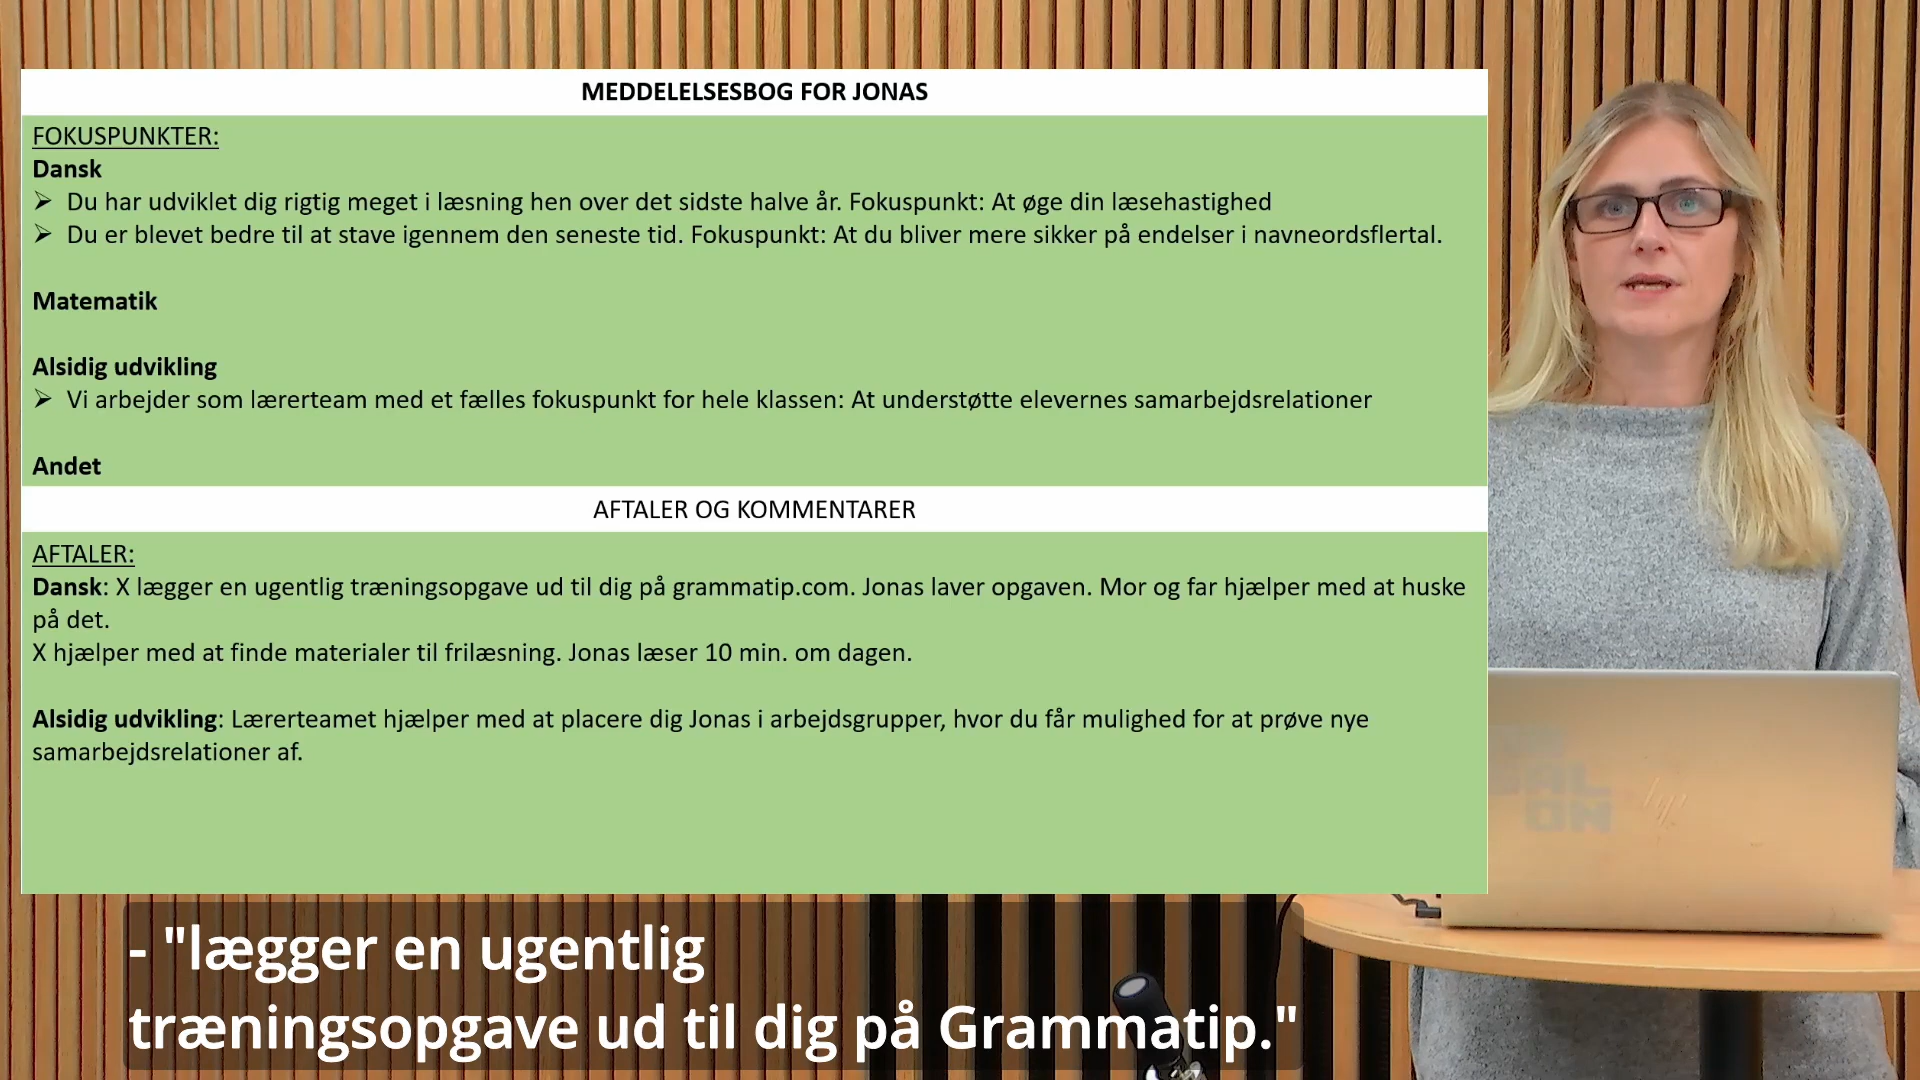 MEDDELELSESBOG FOR JONAS
FOKUSPUNKTER:
Dansk
➢ Du har udviklet dig rigtig meget i læsning hen over det sidste halve år. Fokuspunkt: At øge din læsehastighed
➢ Du er blevet bedre til at stave igennem den seneste tid. Fokuspunkt: At du bliver mere sikker på endelser i navneordsflertal.
Matematik
Alsidig udvikling
➢ Vi arbejder som lærerteam med et fælles fokuspunkt for hele klassen: At understøtte elevernes samarbejdsrelationer
Andet
AFTALER OG KOMMENTARER
AFTALER:
Dansk: X lægger en ugentlig træningsopgave ud til dig på grammatip.com. Jonas laver opgaven. Mor og far hjælper med at huske
på det.
X hjælper med at finde materialer til frilæsning. Jonas læser 10 min. om dagen.
Alsidig udvikling: Lærerteamet hjælper med at placere dig Jonas i arbejdsgrupper, hvor du får mulighed for at prøve nye
samarbejdsrelationer af.
hp
- "lægger en ugentlig
træningsopgave ud til dig på Grammatip."